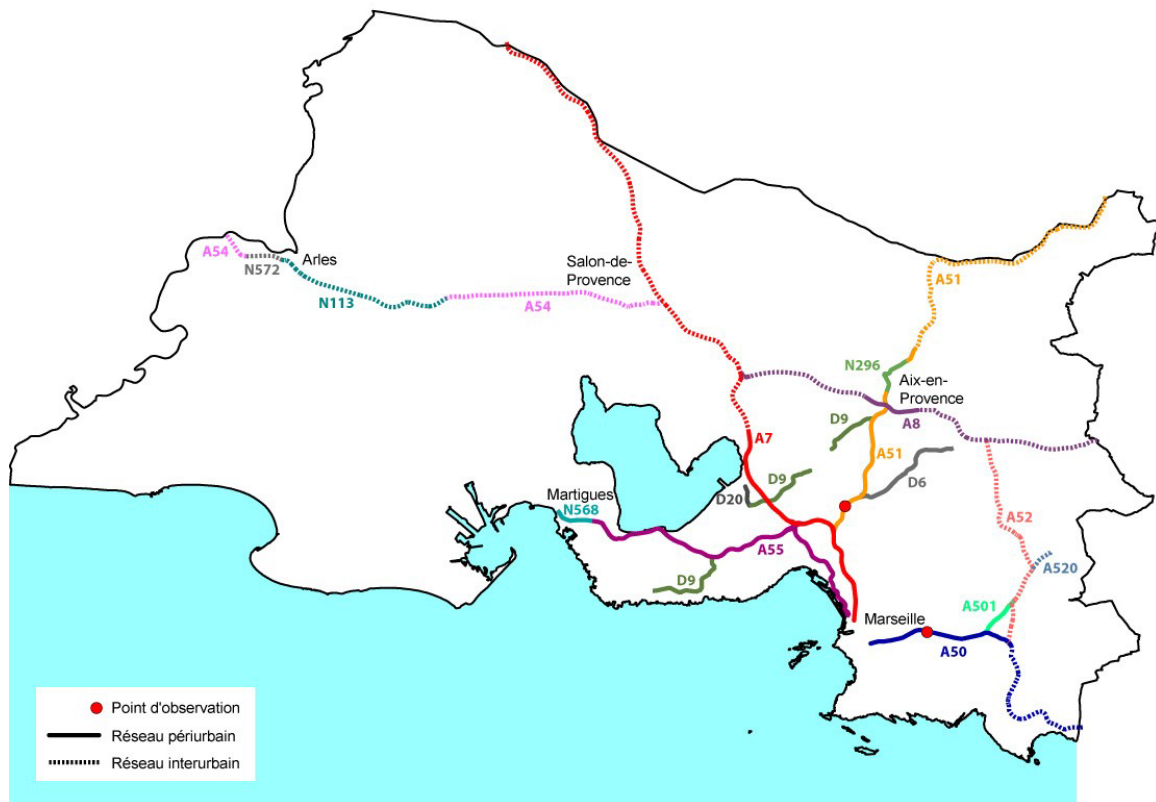 A54
N572
Arles
N113
Salon-de-
Provence
A54
A51
N296
Aix-en-
Provence
D9
A8
A7
A51
D9
D20
D6
Martigues
N568
A52
A55
A520
D9
A501
Marseille
A50
Point d'observation
Réseau périurbain
Réseau interurbain